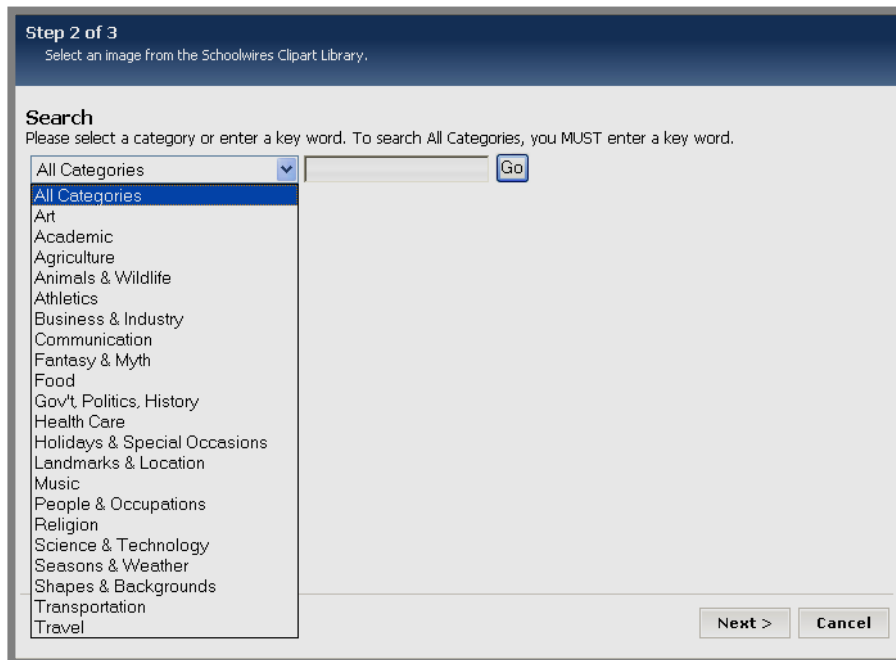 Step 2 of 3
Select an image from the Schoolwires Clipart Library.
Search
Please select a category or enter a key word. To search All Categories, you MUST enter a key word.
All Categories Go
All Categories
Art
Academic
Agriculture
Animals & Wildlife
Athletics
Business & Industry
Communication
Fantasy & Myth
Food
Gov't, Politics, History
Health Care
Holidays & Special Occasions
Landmarks & Location
Music
People & Occupations
Religion
Science & Technology
Seasons & Weather
Shapes & Backgrounds
Transportation
Travel
Next > Cancel